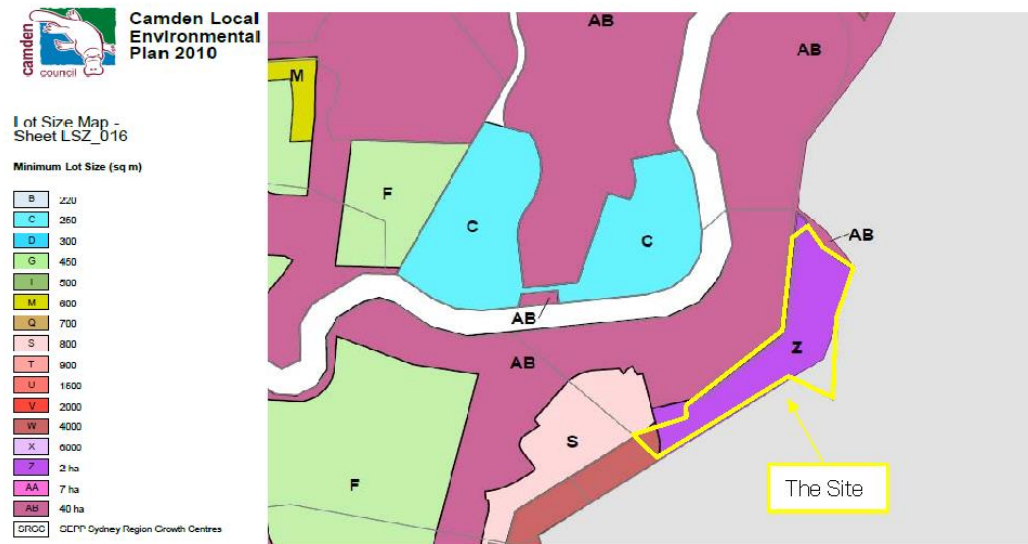 camden
council
Camden Local
Environmental
Plan 2010
Lot Size Map -
Sheet LSZ_016
Minimum Lot Size (sq m)
B 220
C 260
D 300
G 450
I 500
M 600
Q 700
S 800
T 900
U 1600
V 2000
W 4000
X 6000
Z 2 ha
AA 7 ha
AB 40 ha
SRGC SEPP Sydney Region Growth Centres
AB
AB
M
F
C
C
AB
AB
AB
Z
S
F
The Site